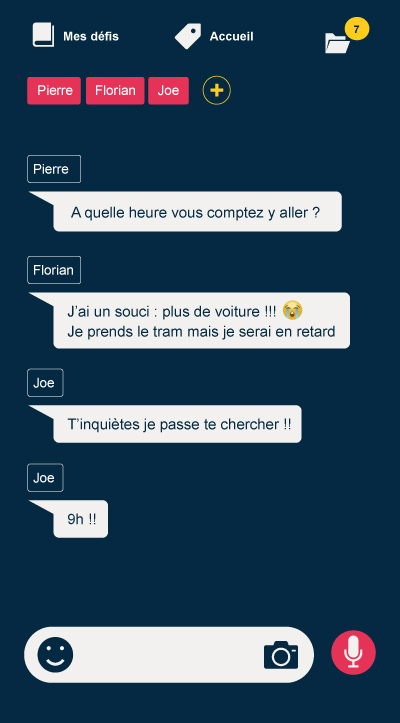 Mes défis
Accueil
7
Pierre
Florian
Joe
Pierre
A quelle heure vous comptez y aller ?
Florian
J'ai un souci : plus de voiture !!! 😭
Je prends le tram mais je serai en retard
Joe
T'inquiètes je passe te chercher !!
Joe
9h !!